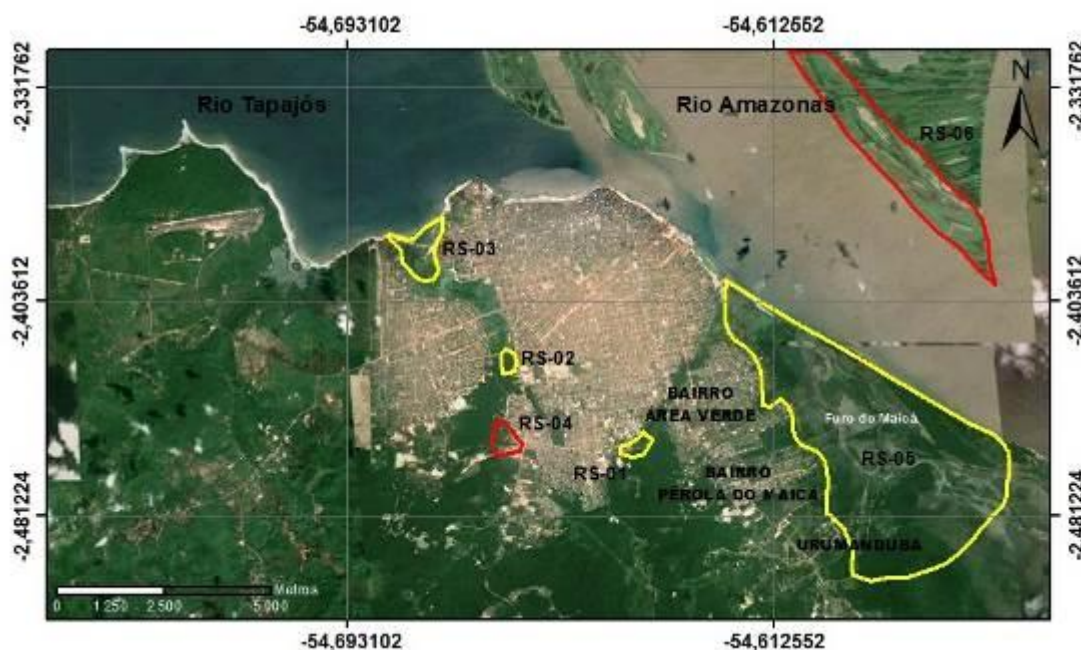 -54,693102
-54,612552
-2,331762
-2,331762
Rio Tapajós
Rio Amazonas
N
RS-06
RS-03
-2,403612
-2,403612
RS-02
BAIRRO
ÁREA VERDE
Furo do Maicá
RS-04
RS-05
RS-01
BAIRRO
PÉROLA DO MAICA
-2,481224
-2,481224
URUMANDUBA
Metros
0 1.250 2.500 5.000
-54,693102
-54,612552